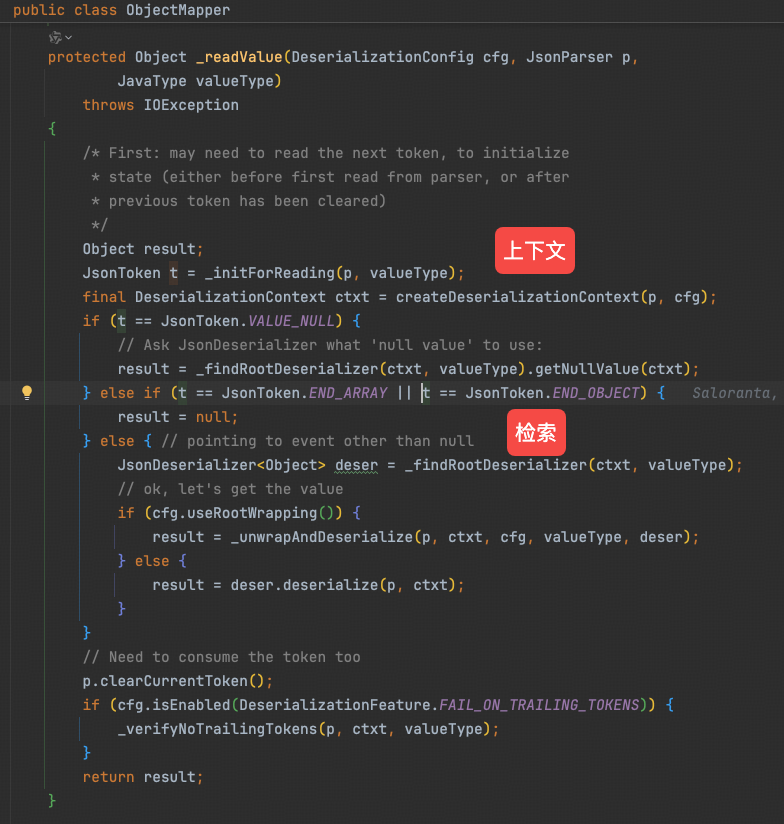 public class ObjectMapper
protected Object _readValue(DeserializationConfig cfg, JsonParser p,
        JavaType valueType)
    throws IOException
{
    /* First: may need to read the next token, to initialize
     * state (either before first read from parser, or after
     * previous token has been cleared)
     */
    Object result;
上下文
    JsonToken t = _initForReading(p, valueType);
    final DeserializationContext ctxt = createDeserializationContext(p, cfg);
    if (t == JsonToken.VALUE_NULL) {
        // Ask JsonDeserializer what 'null value' to use:
        result = _findRootDeserializer(ctxt, valueType).getNullValue(ctxt);
    } else if (t == JsonToken.END_ARRAY || t == JsonToken.END_OBJECT) {    Saloranta,
        result = null;
检索
    } else { // pointing to event other than null
        JsonDeserializer<Object> deser = _findRootDeserializer(ctxt, valueType);
        // ok, let's get the value
        if (cfg.useRootWrapping()) {
            result = _unwrapAndDeserialize(p, ctxt, cfg, valueType, deser);
        } else {
            result = deser.deserialize(p, ctxt);
        }
    }
    // Need to consume the token too
    p.clearCurrentToken();
    if (cfg.isEnabled(DeserializationFeature.FAIL_ON_TRAILING_TOKENS)) {
        _verifyNoTrailingTokens(p, ctxt, valueType);
    }
    return result;
}